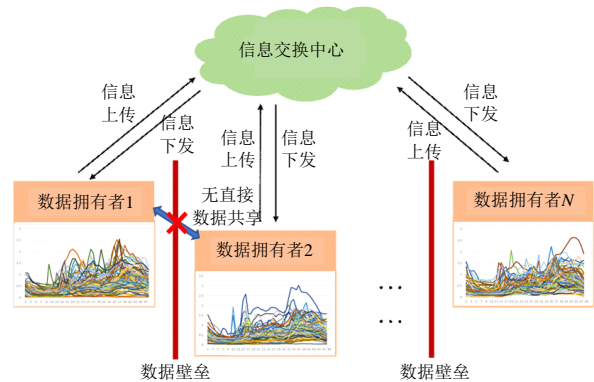 信息交换中心
信息
上传
信息
下发
信息
上传
信息
下发
信息
上传
信息
下发
无直接
数据共享
数据拥有者1
数据拥有者2
数据拥有者N
...
...
数据壁垒
数据壁垒